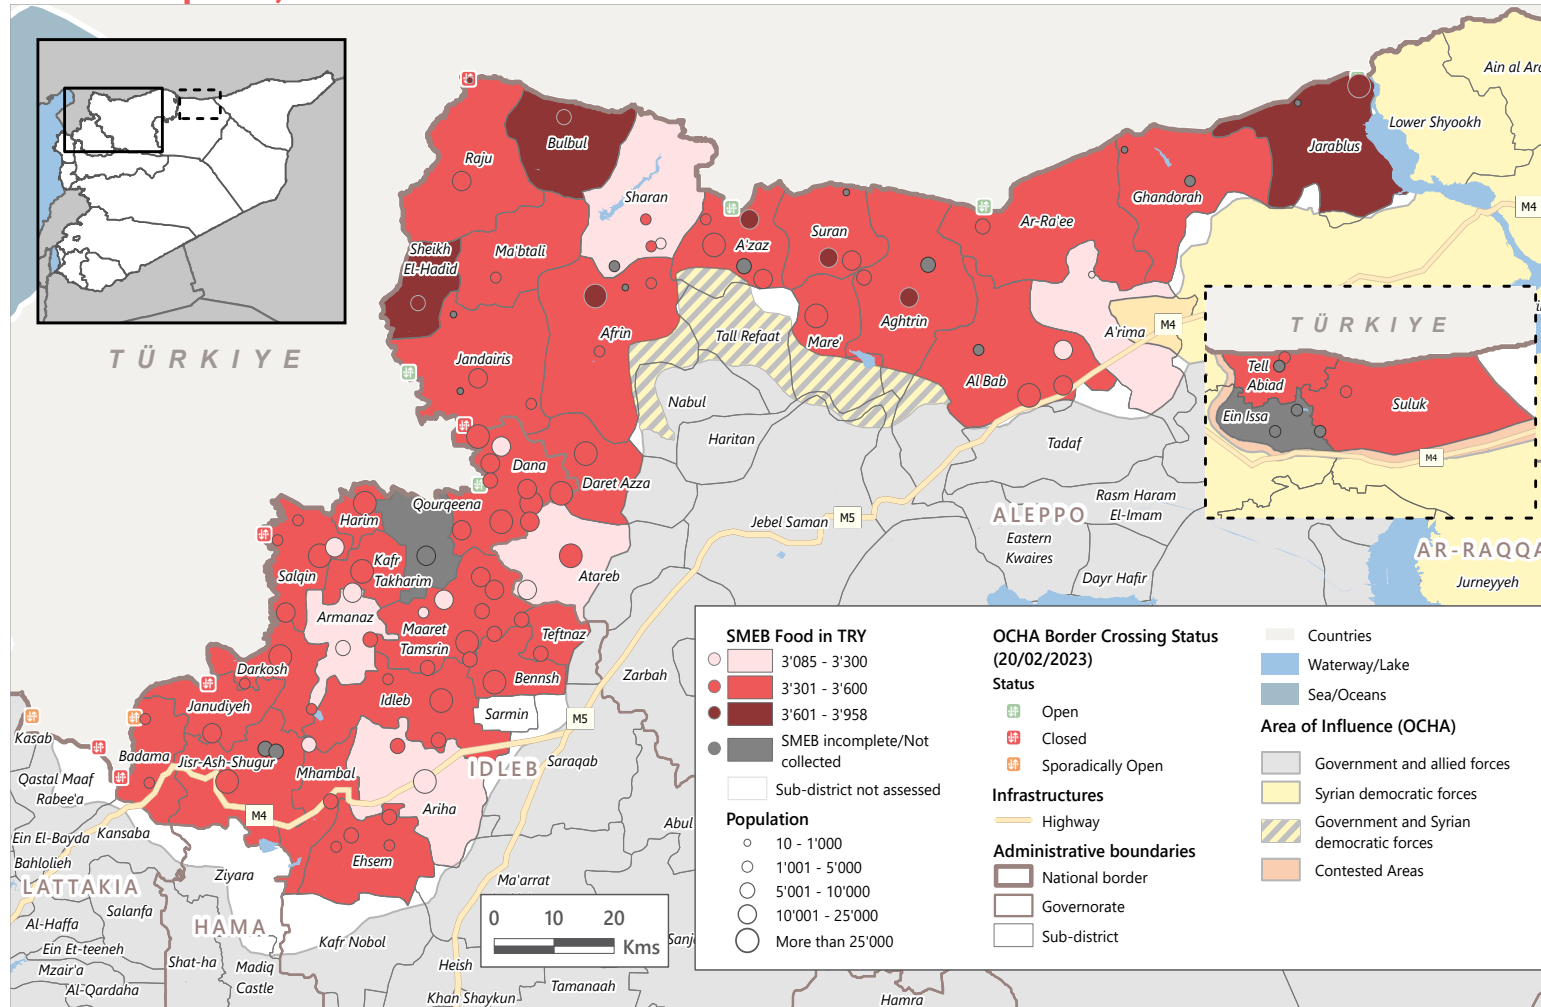 TÜRKIYE
Raju
Bulbul
Sharan
Sheikh
El-Hadid
Ma'btali
A'zaz
Suran
Ar-Ra'ee
Ghandorah
Jarablus
Lower Shyookh
M4
Afrin
Jandairis
Tall Refaat
Mare'
Aghtrin
A'rima
M4
Al Bab
Nabul
Haritan
Tadaf
TÜRKIYE
Tell
Abiad
Ein Issa
Suluk
M4
Dana
Daret Azza
Qourqeena
Harim
Kafr
Takharim
Salqin
Atareb
Armanaz
Maaret
Tamsrin
Teftnaz
Darkosh
Bennsh
Idleb
Janudiyeh
Sarmin
Zarbah
Jebel Saman
M5
ALEPPO
Rasm Haram
El-Imam
Eastern
Kwaires
Dayr Hafir
Jurneyyeh
Kasab
Badama
Jisr-Ash-Shugur
Mhambal
M5
IDLEB
Saraqab
Qastal Maaf
Rabee'a
M4
Ariha
Ein El-Bayda
Kansaba
Bahlolieh
Ehsem
Abul
LATTAKIA
Ziyara
Ma'arrat
Al-Haffa
Salanfa
HAMA
Ein Et-teeneh
Kafr Nobol
Mzair'a
Shat-ha
Madiq
Castle
Al-Qardaha
Heish
Khan Shaykun
Tamanaah
Hamra
0 10 20
Kms
SMEB Food in TRY
3'085 - 3'300
3'301 - 3'600
3'601 - 3'958
SMEB incomplete/Not
collected
Sub-district not assessed
Population
10 - 1'000
1'001 - 5'000
5'001 - 10'000
10'001 - 25'000
More than 25'000
OCHA Border Crossing Status
(20/02/2023)
Status
Open
Closed
Sporadically Open
Infrastructures
Highway
Administrative boundaries
National border
Governorate
Sub-district
Countries
Waterway/Lake
Sea/Oceans
Area of Influence (OCHA)
Government and allied forces
Syrian democratic forces
Government and Syrian
democratic forces
Contested Areas